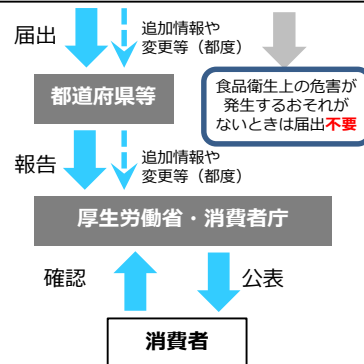 届出
追加情報や
変更等（都度）
都道府県等
食品衛生上の危害が
発生するおそれが
ないときは届出不要
報告
追加情報や
変更等（都度）
厚生労働省・消費者庁
確認
公表
消費者